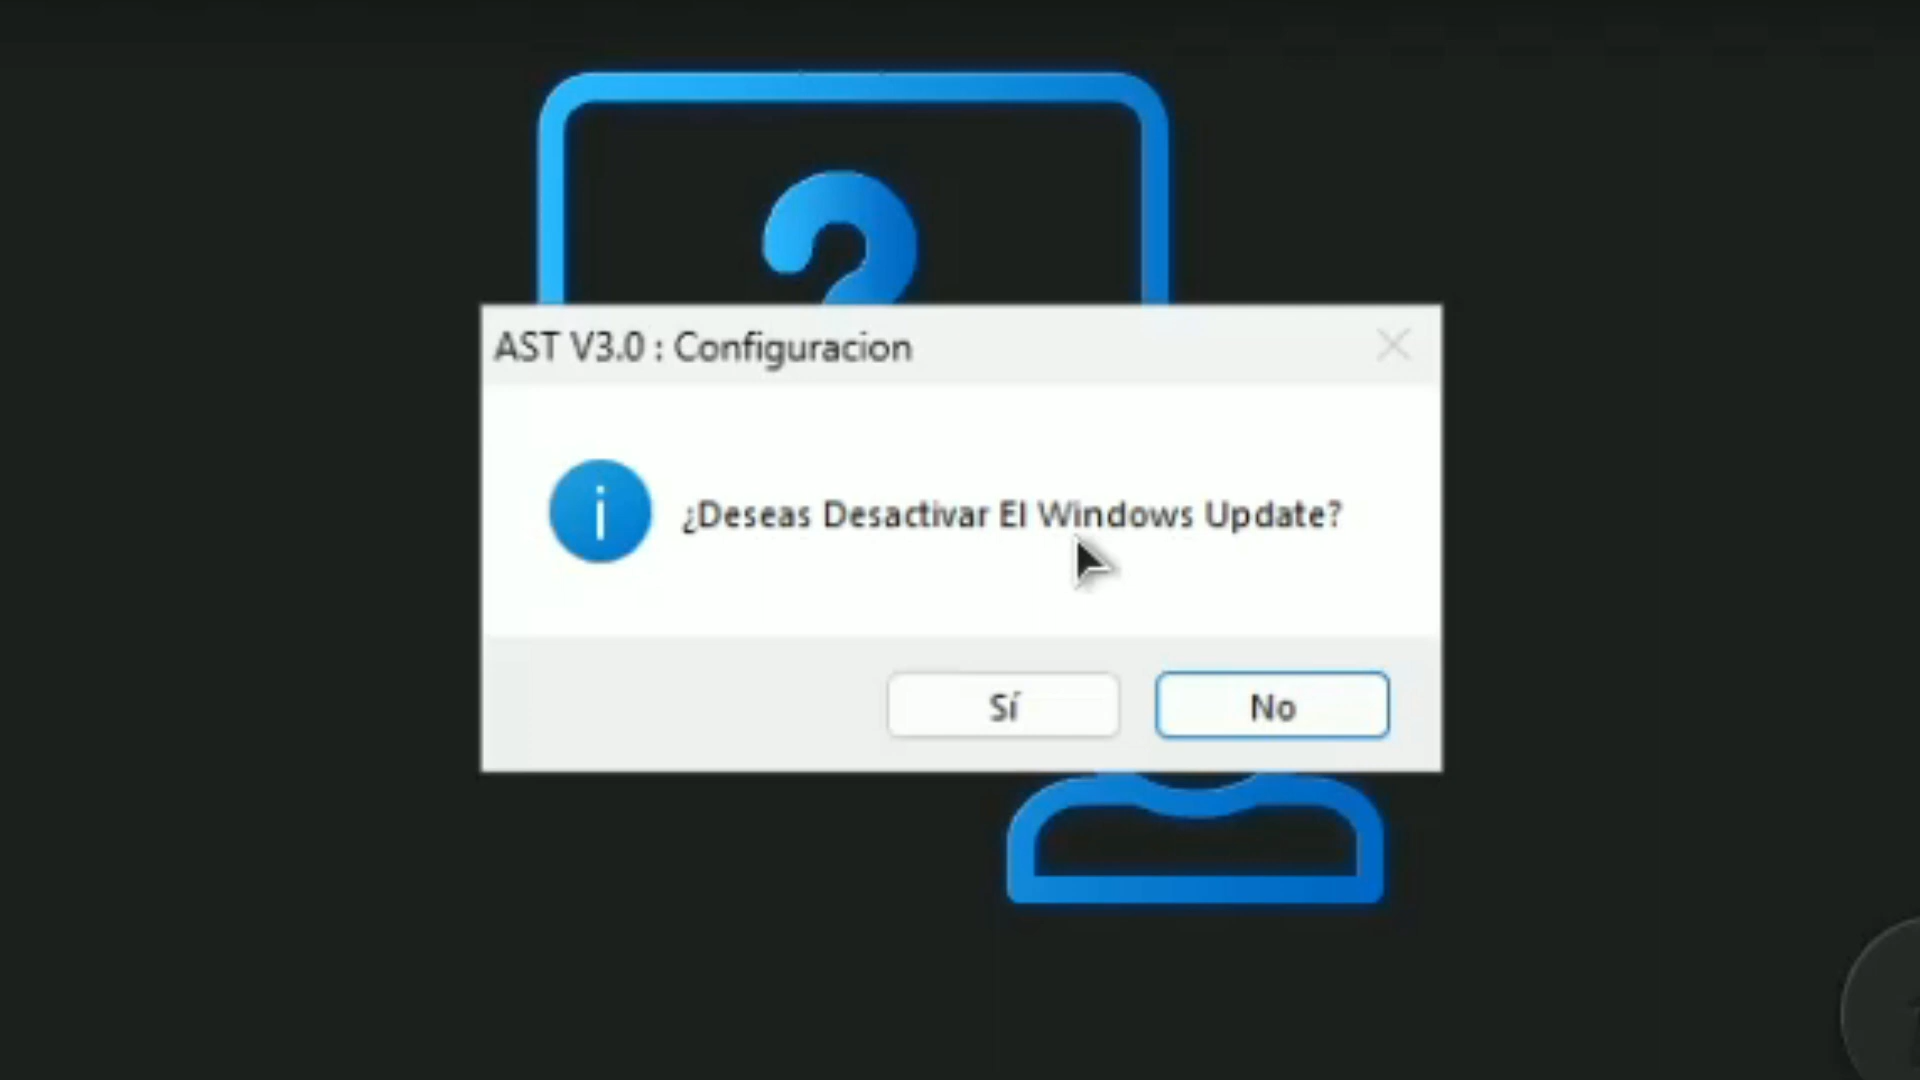 AST V3.0 : Configuracion
¿Deseas Desactivar El Windows Update?
Sí
No